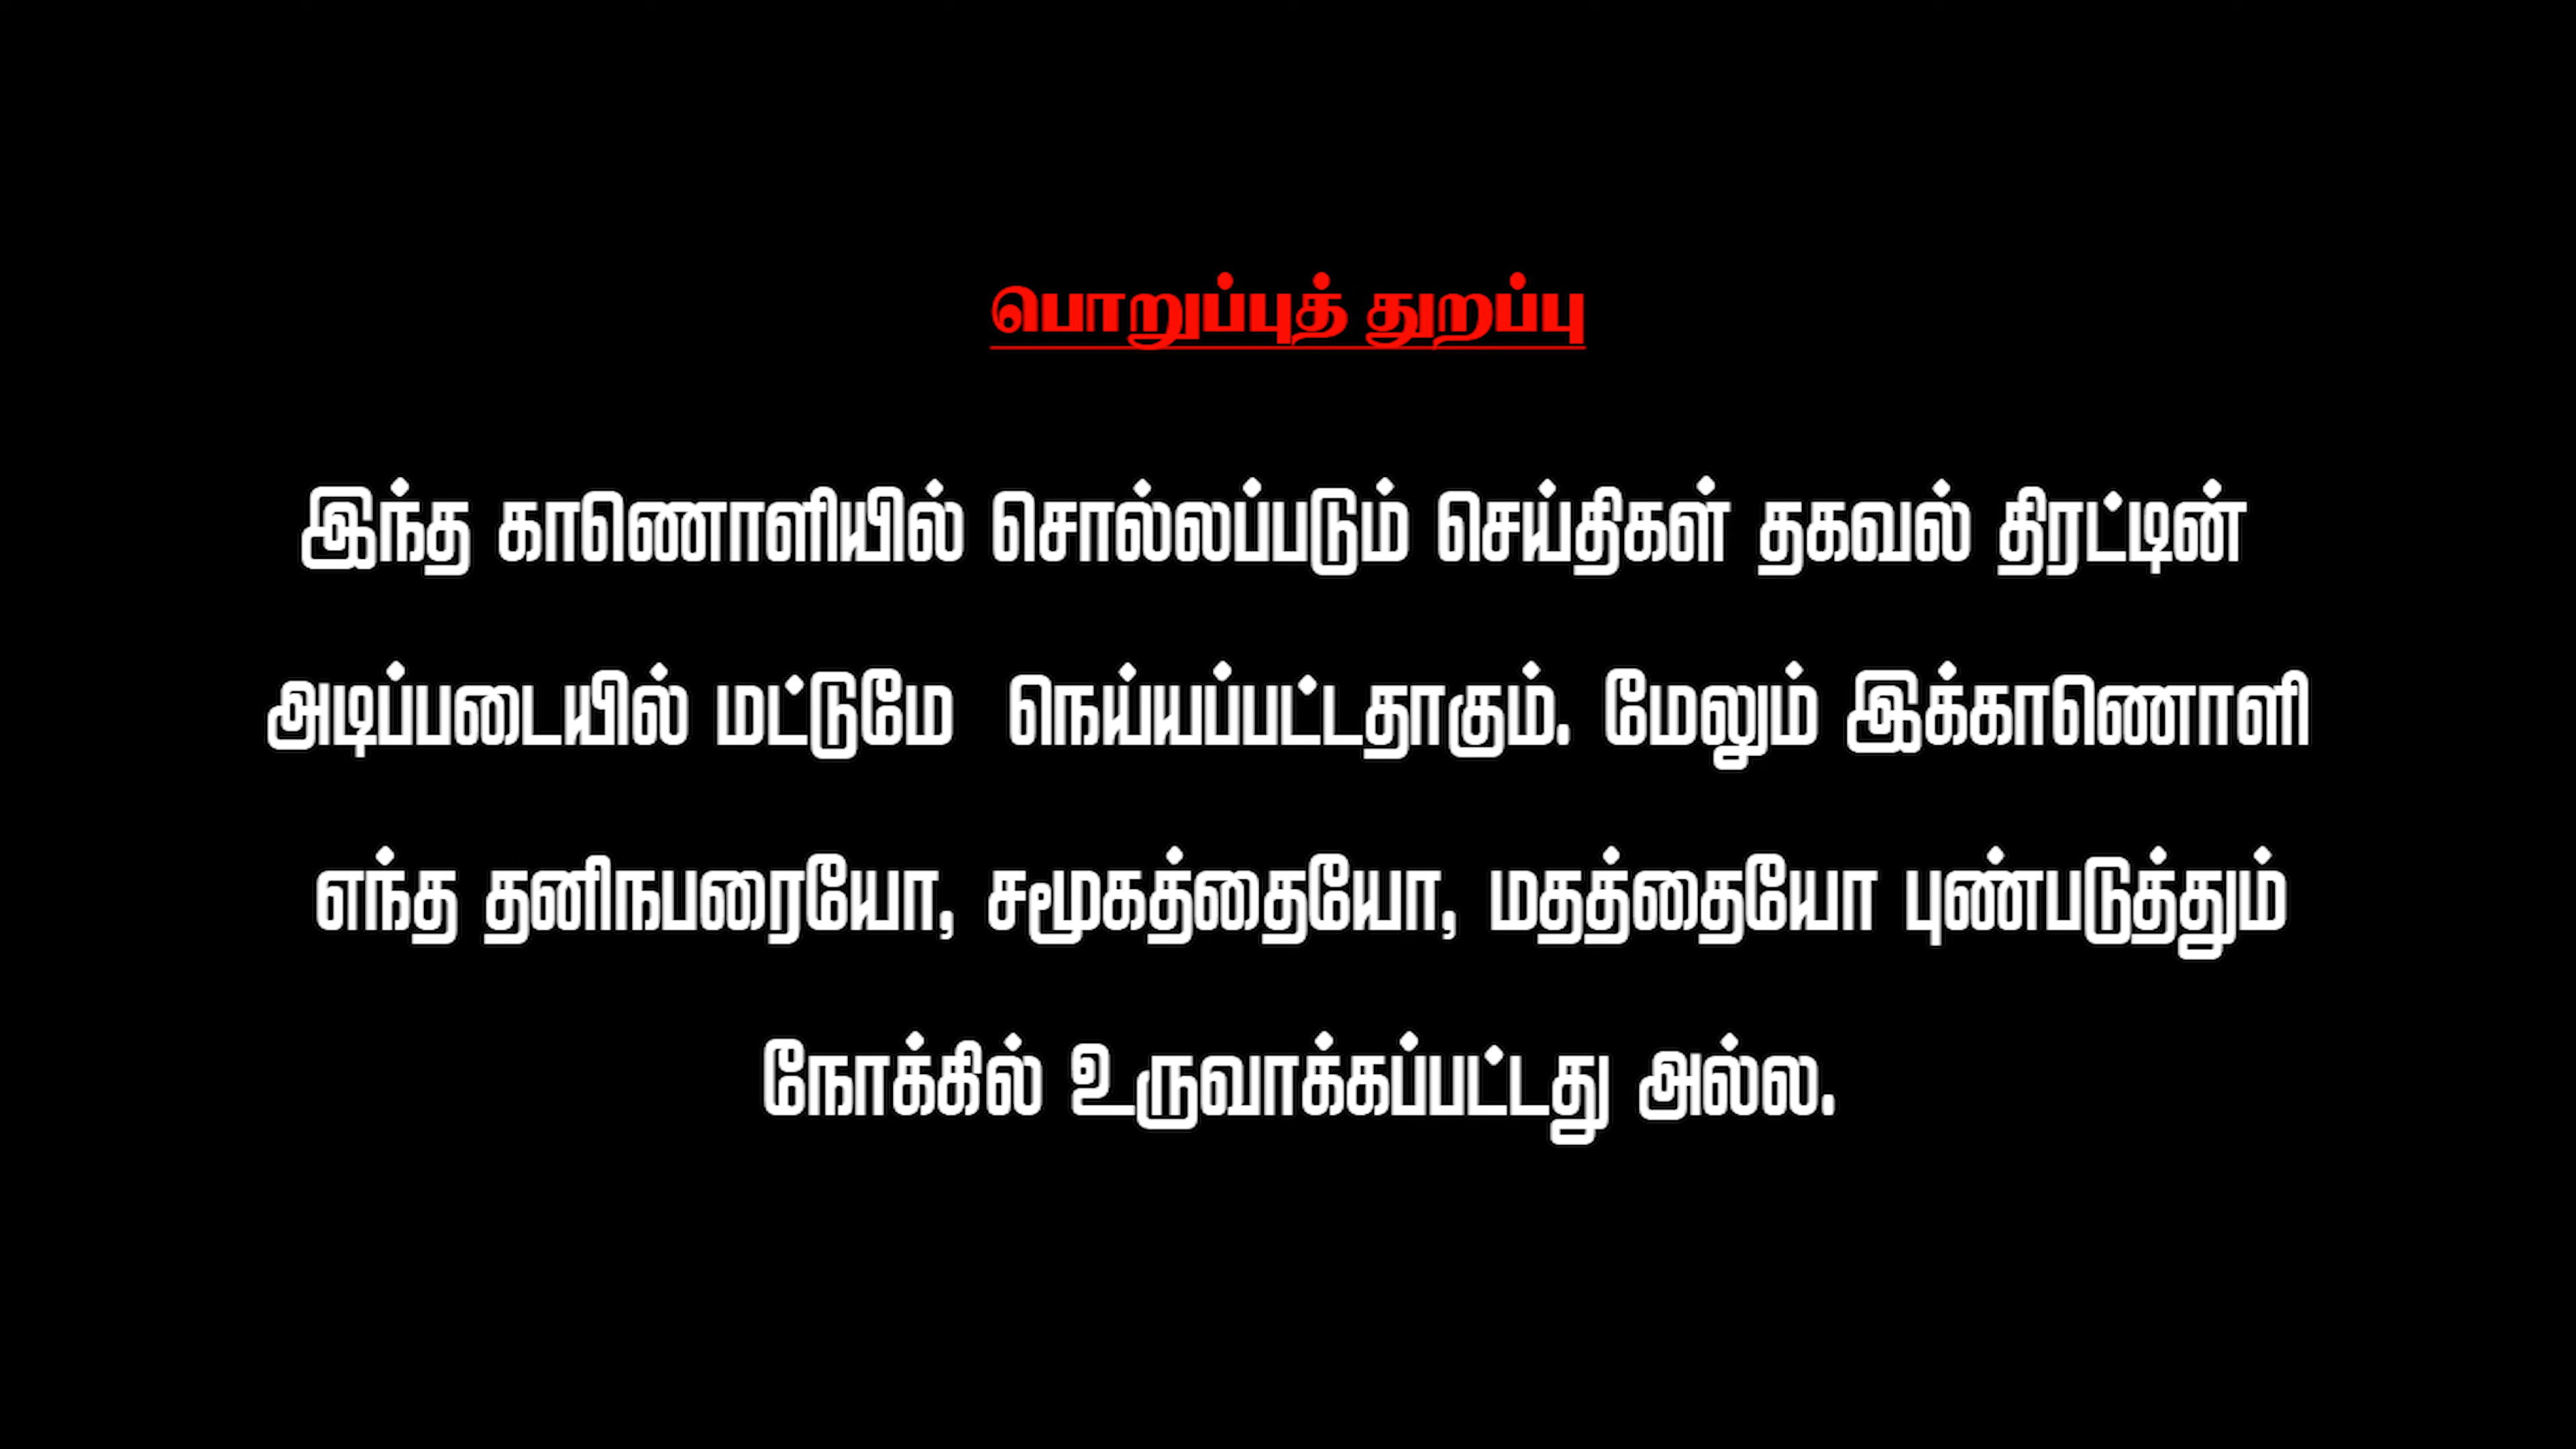 பொறுப்புத் துறப்பு
இந்த காணொளியில் சொல்லப்படும் செய்திகள் தகவல் திரட்டின்
அடிப்படையில் மட்டுமே நெய்யப்பட்டதாகும். மேலும் இக்காணொளி
எந்த தனிநபரையோ, சமூகத்தையோ, மதத்தையோ புண்படுத்தும்
நோக்கில் உருவாக்கப்பட்டது அல்ல.